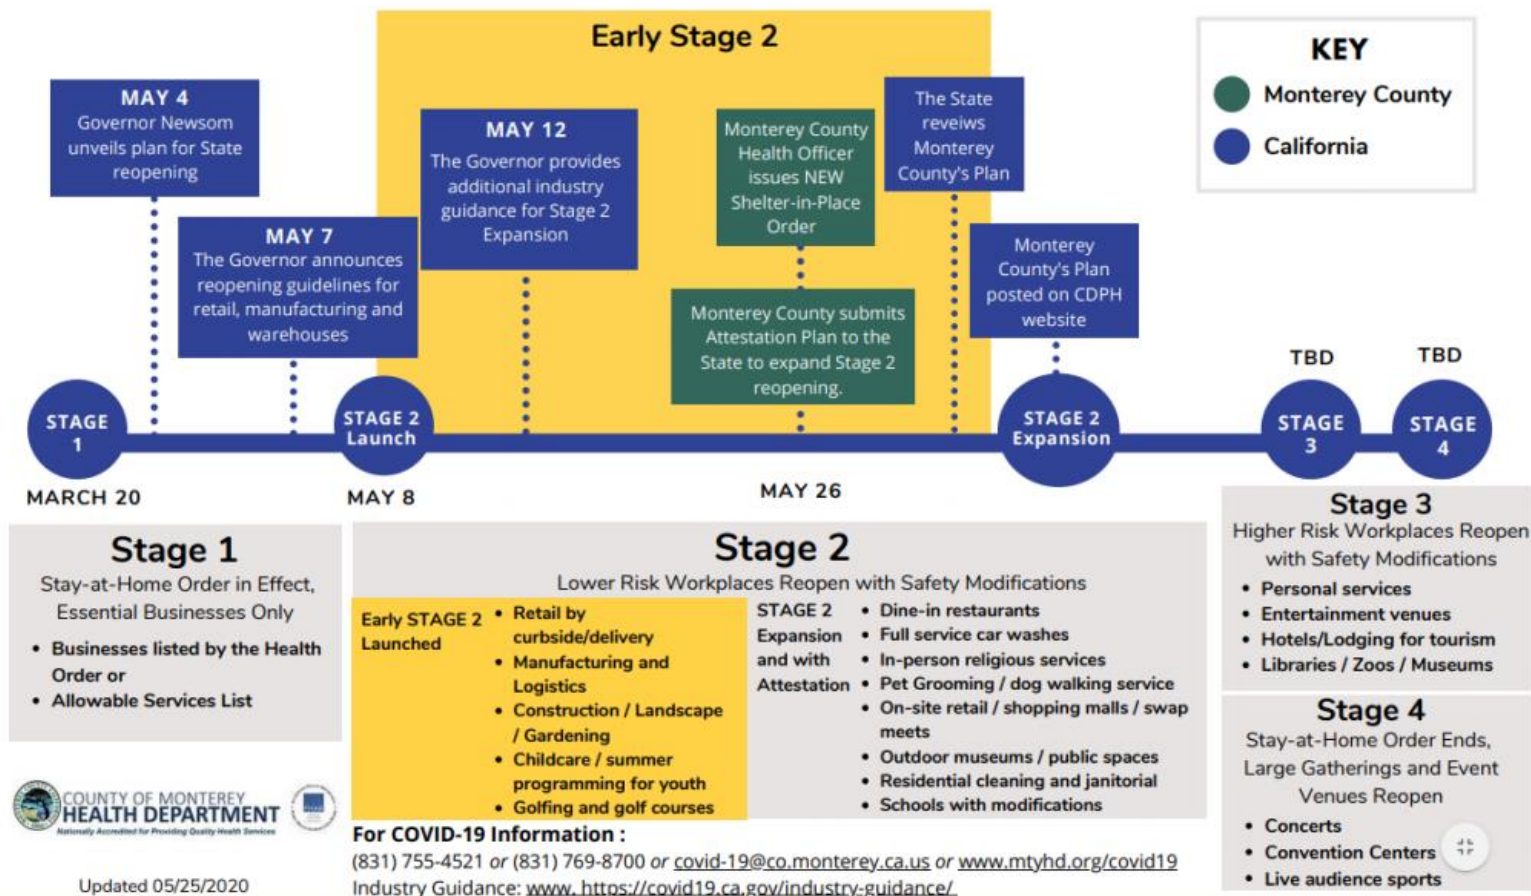 Early Stage 2
KEY
Monterey County
California
MAY 4
Governor Newsom
unveils plan for State
reopening
MAY 7
The Governor announces
reopening guidelines for
retail, manufacturing and
warehouses
MAY 12
The Governor provides
additional industry
guidance for Stage 2
Expansion
Monterey County
Health Officer
issues NEW
Shelter-in-Place
Order
Monterey County submits
Attestation Plan to the
State to expand Stage 2
reopening.
The State
reveiws
Monterey
County's Plan
Monterey
County's Plan
posted on CDPH
website
TBD
TBD
STAGE
1
STAGE 2
Launch
STAGE 2
Expansion
STAGE
3
STAGE
4
MARCH 20
MAY 8
MAY 26
Stage 1
Stay-at-Home Order in Effect,
Essential Businesses Only
• Businesses listed by the Health
Order or
• Allowable Services List
Stage 2
Lower Risk Workplaces Reopen with Safety Modifications
Early STAGE 2
Launched
• Retail by
curbside/delivery
• Manufacturing and
Logistics
• Construction / Landscape
/ Gardening
• Childcare / summer
programming for youth
• Golfing and golf courses
STAGE 2
Expansion
and with
Attestation
• Dine-in restaurants
• Full service car washes
• In-person religious services
• Pet Grooming / dog walking service
• On-site retail / shopping malls / swap
meets
• Outdoor museums / public spaces
• Residential cleaning and janitorial
• Schools with modifications
Stage 3
Higher Risk Workplaces Reopen
with Safety Modifications
• Personal services
• Entertainment venues
• Hotels/Lodging for tourism
• Libraries / Zoos / Museums
Stage 4
Stay-at-Home Order Ends,
Large Gatherings and Event
Venues Reopen
• Concerts
• Convention Centers
• Live audience sports
COUNTY OF MONTEREY
HEALTH DEPARTMENT
Nationally Accredited for Providing Quality Health Services
Updated 05/25/2020
For COVID-19 Information :
(831) 755-4521 or (831) 769-8700 or covid-19@co.monterey.ca.us or www.mtyhd.org/covid19
Industry Guidance: www. https://covid19.ca.gov/industry-guidance/